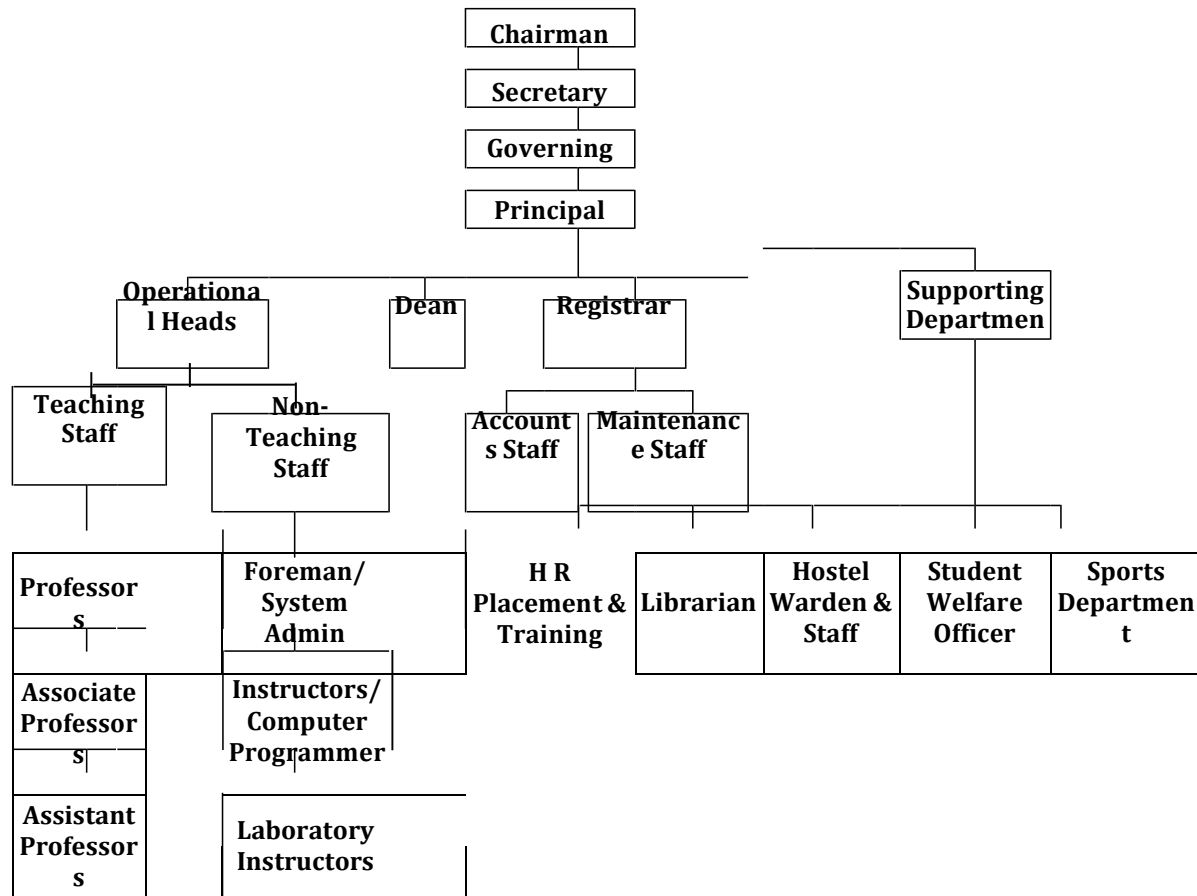 Chairman
Secretary
Governing
Principal
Operationa
l Heads
Dean
Registrar
Supporting
Departmen
Teaching
Staff
Non-
Teaching
Staff
Account
s Staff
Maintenanc
e Staff
Professor
s
Foreman/
System
Admin
H R
Placement &
Training
Librarian
Hostel
Warden &
Staff
Student
Welfare
Officer
Sports
Departmen
t
Associate
Professor
s
Instructors/
Computer
Programmer
Assistant
Professor
s
Laboratory
Instructors